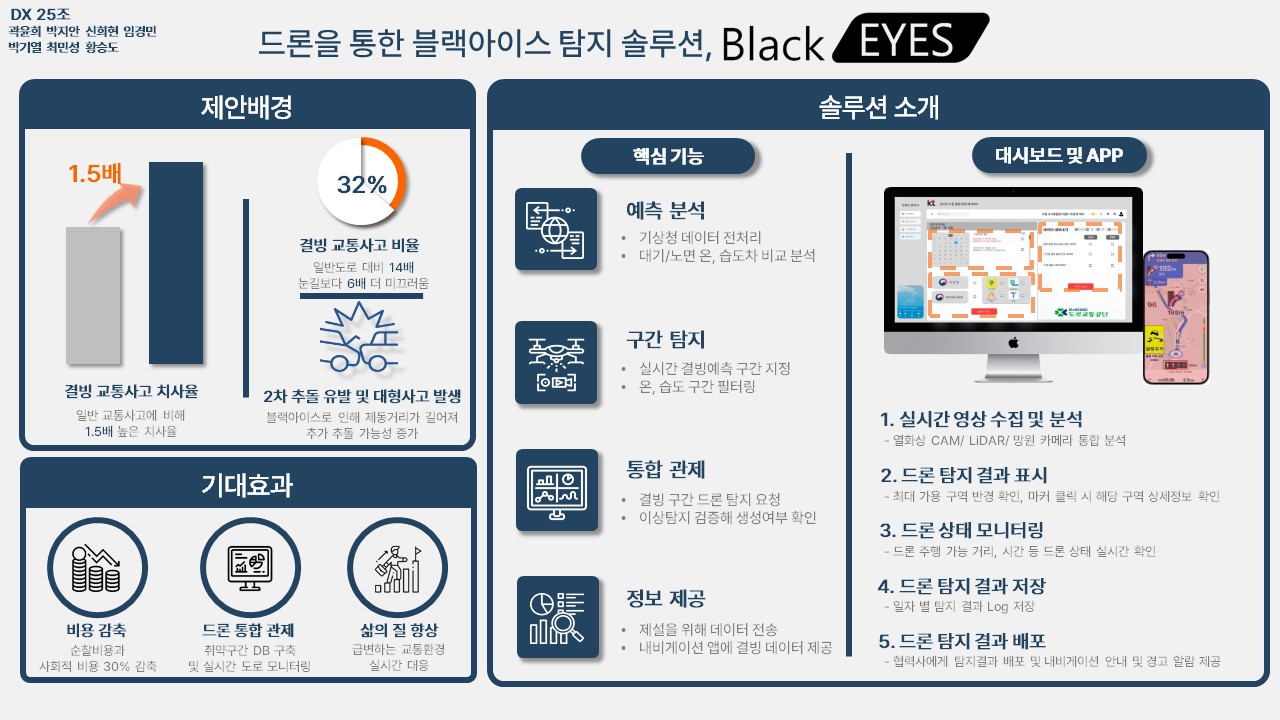 DX 25조
곽윤희 박지안 신희현 임경민
박기열 최민성 황승도
드론을 통한 블랙아이스 탐지 솔루션, Black EYES
제안배경
1.5배
결빙 교통사고 치사율
일반 교통사고에 비해
1.5배 높은 치사율
32%
결빙 교통사고 비율
일반도로 대비 14배
눈길보다 6배 더 미끄러움
2차 추돌 유발 및 대형사고 발생
블랙아이스로 인해 제동거리가 길어져
추가 추돌 가능성 증가
기대효과
비용 감축
순찰비용과
사회적 비용 30% 감축
드론 통합 관제
취약구간 DB 구축
및 실시간 도로 모니터링
삶의 질 향상
급변하는 교통환경
실시간 대응
솔루션 소개
핵심 기능
예측 분석
• 기상청 데이터 전처리
• 대기/노면 온, 습도차 비교 분석
구간 탐지
• 실시간 결빙예측 구간 지정
• 온, 습도 구간 필터링
통합 관제
• 결빙 구간 드론 탐지 요청
• 이상탐지 검증해 생성여부 확인
정보 제공
• 제설을 위해 데이터 전송
• 내비게이션 앱에 결빙 데이터 제공
대시보드 및 APP
kt
도로교통공단
192m
96
192m
1. 실시간 영상 수집 및 분석
- 열화상 CAM/ LiDAR/ 망원 카메라 통합 분석
2. 드론 탐지 결과 표시
- 최대 가용 구역 반경 확인, 마커 클릭 시 해당 구역 상세정보 확인
3. 드론 상태 모니터링
- 드론 주행 가능 거리, 시간 등 드론 상태 실시간 확인
4. 드론 탐지 결과 저장
- 일자 별 탐지 결과 Log 저장
5. 드론 탐지 결과 배포
- 협력사에게 탐지결과 배포 및 내비게이션 안내 및 경고 알람 제공